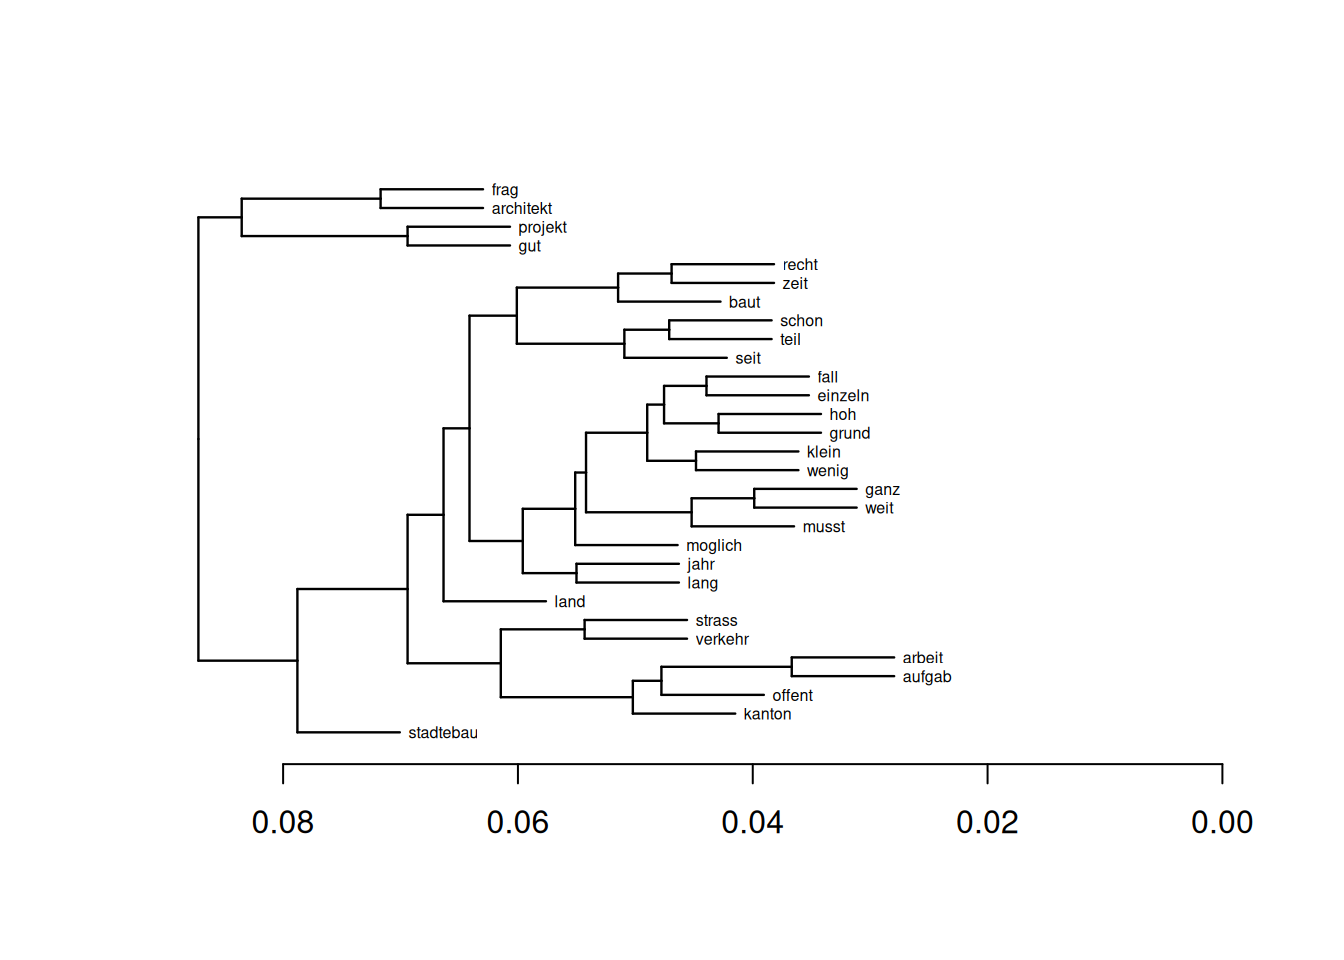 frag
architekt
projekt
gut
recht
zeit
baut
schon
teil
seit
fall
einzeln
hoh
grund
klein
wenig
ganz
weit
musst
moglich
jahr
lang
land
strass
verkehr
arbeit
aufgab
offent
kanton
stadtebau
0.08 0.06 0.04 0.02 0.00